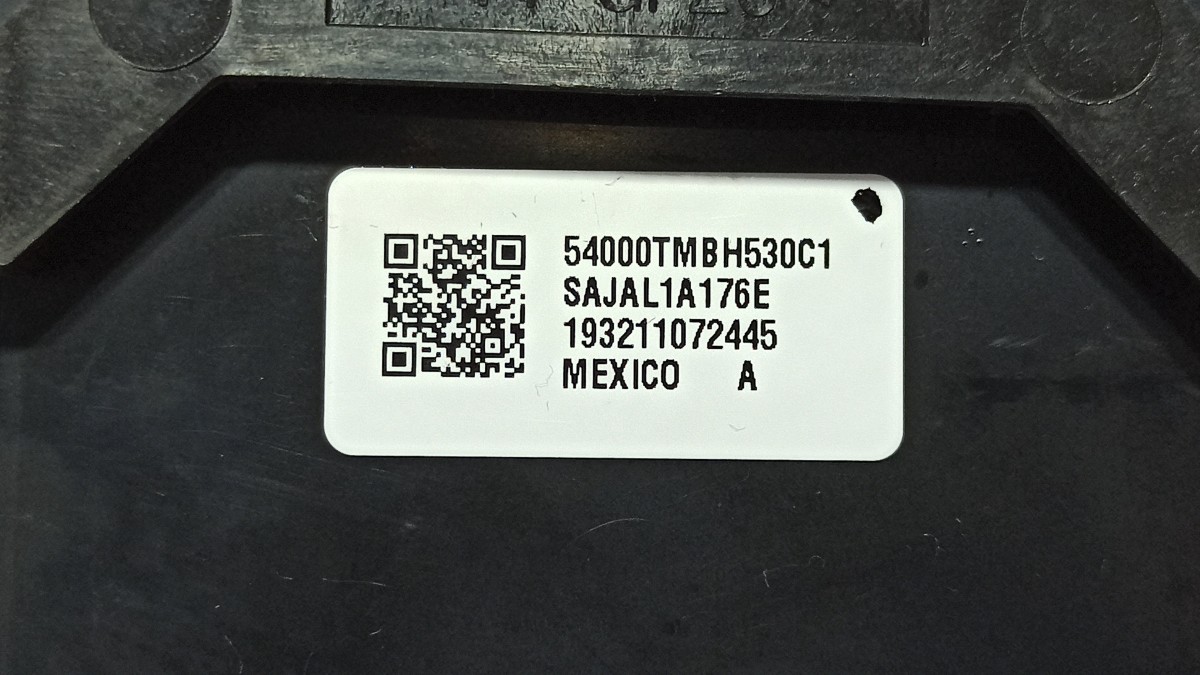 54000TMBH530C1
SAJAL1A176E
193211072445
MEXICO A